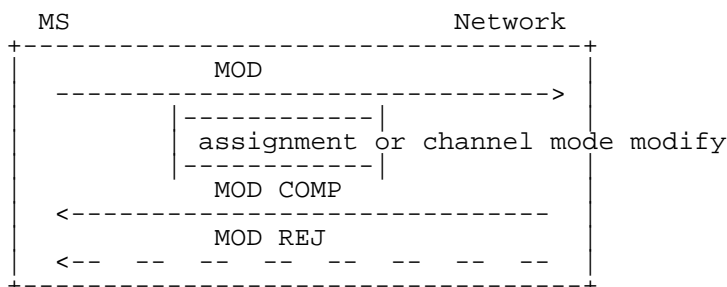 MS Network
MOD
assignment or channel mode modify
MOD COMP
MOD REJ